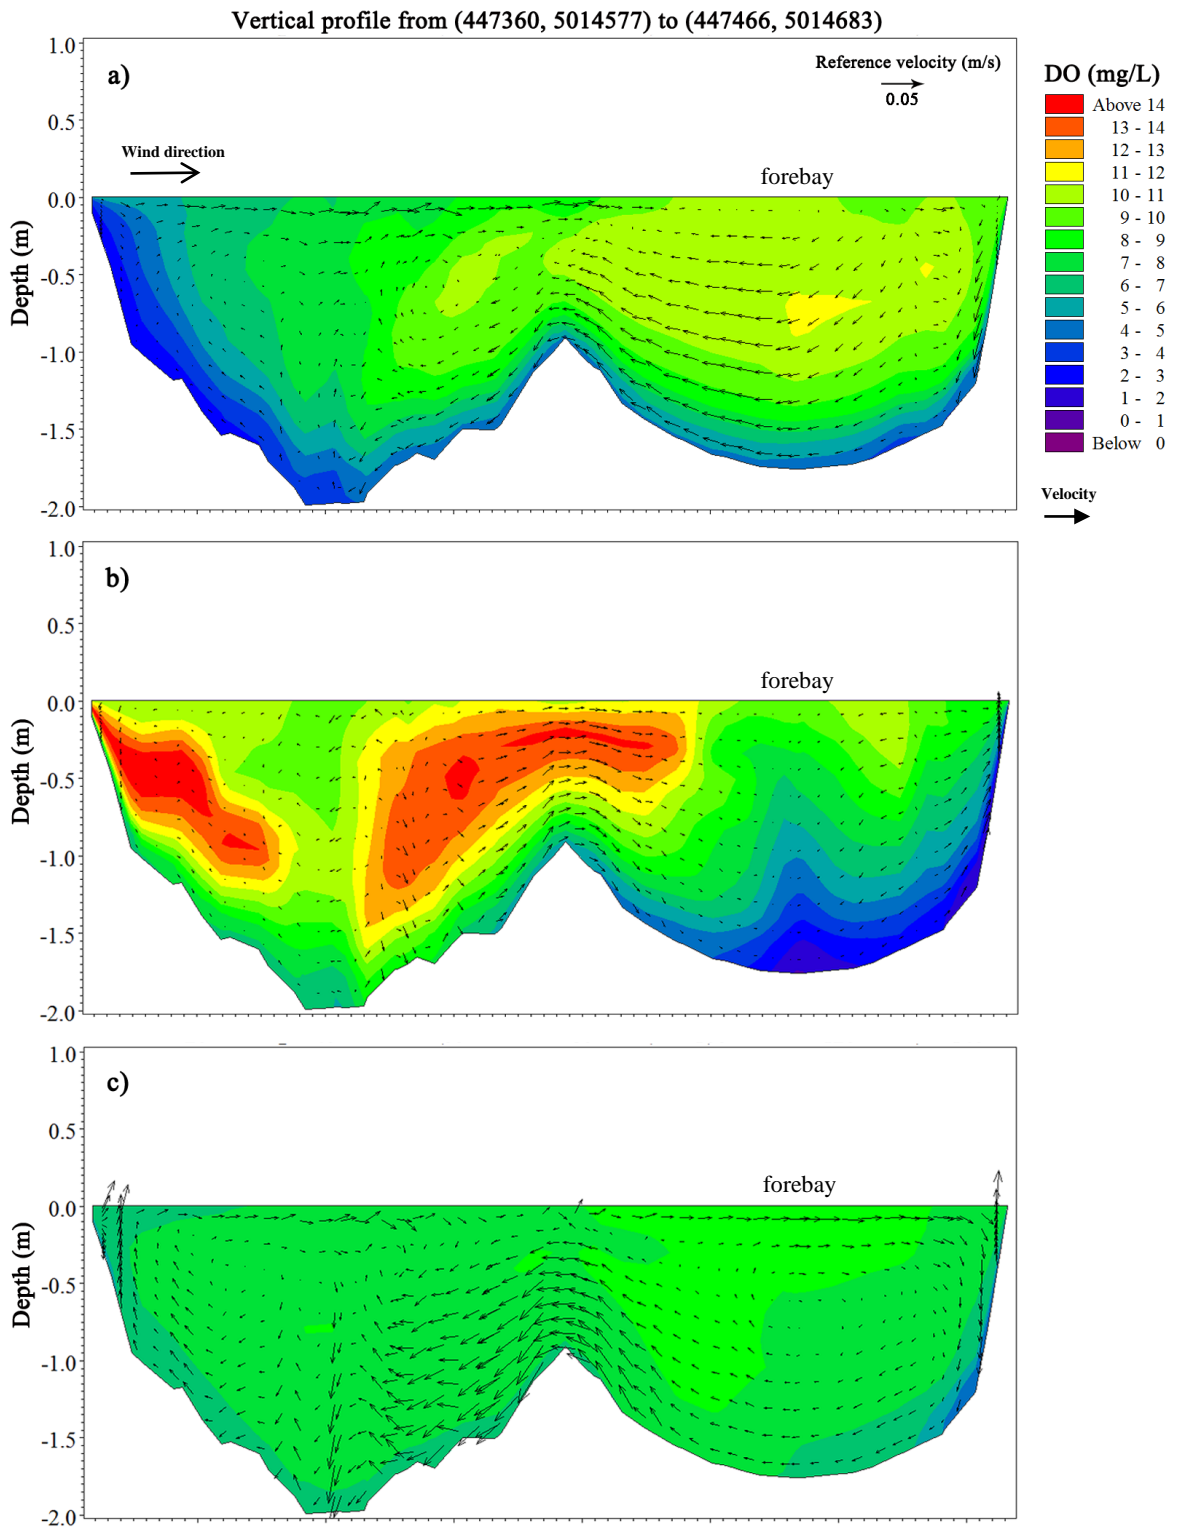 Vertical profile from (447360, 5014577) to (447466, 5014683)
a)
Reference velocity (m/s)
0.05
Wind direction
forebay
1.0
0.5
0.0
-0.5
-1.0
-1.5
-2.0
Depth (m)
DO (mg/L)
Above 14
13 - 14
12 - 13
11 - 12
10 - 11
9 - 10
8 - 9
7 - 8
6 - 7
5 - 6
4 - 5
3 - 4
2 - 3
1 - 2
0 - 1
Below 0
Velocity
b)
forebay
1.0
0.5
0.0
-0.5
-1.0
-1.5
-2.0
Depth (m)
c)
forebay
1.0
0.5
0.0
-0.5
-1.0
-1.5
-2.0
Depth (m)